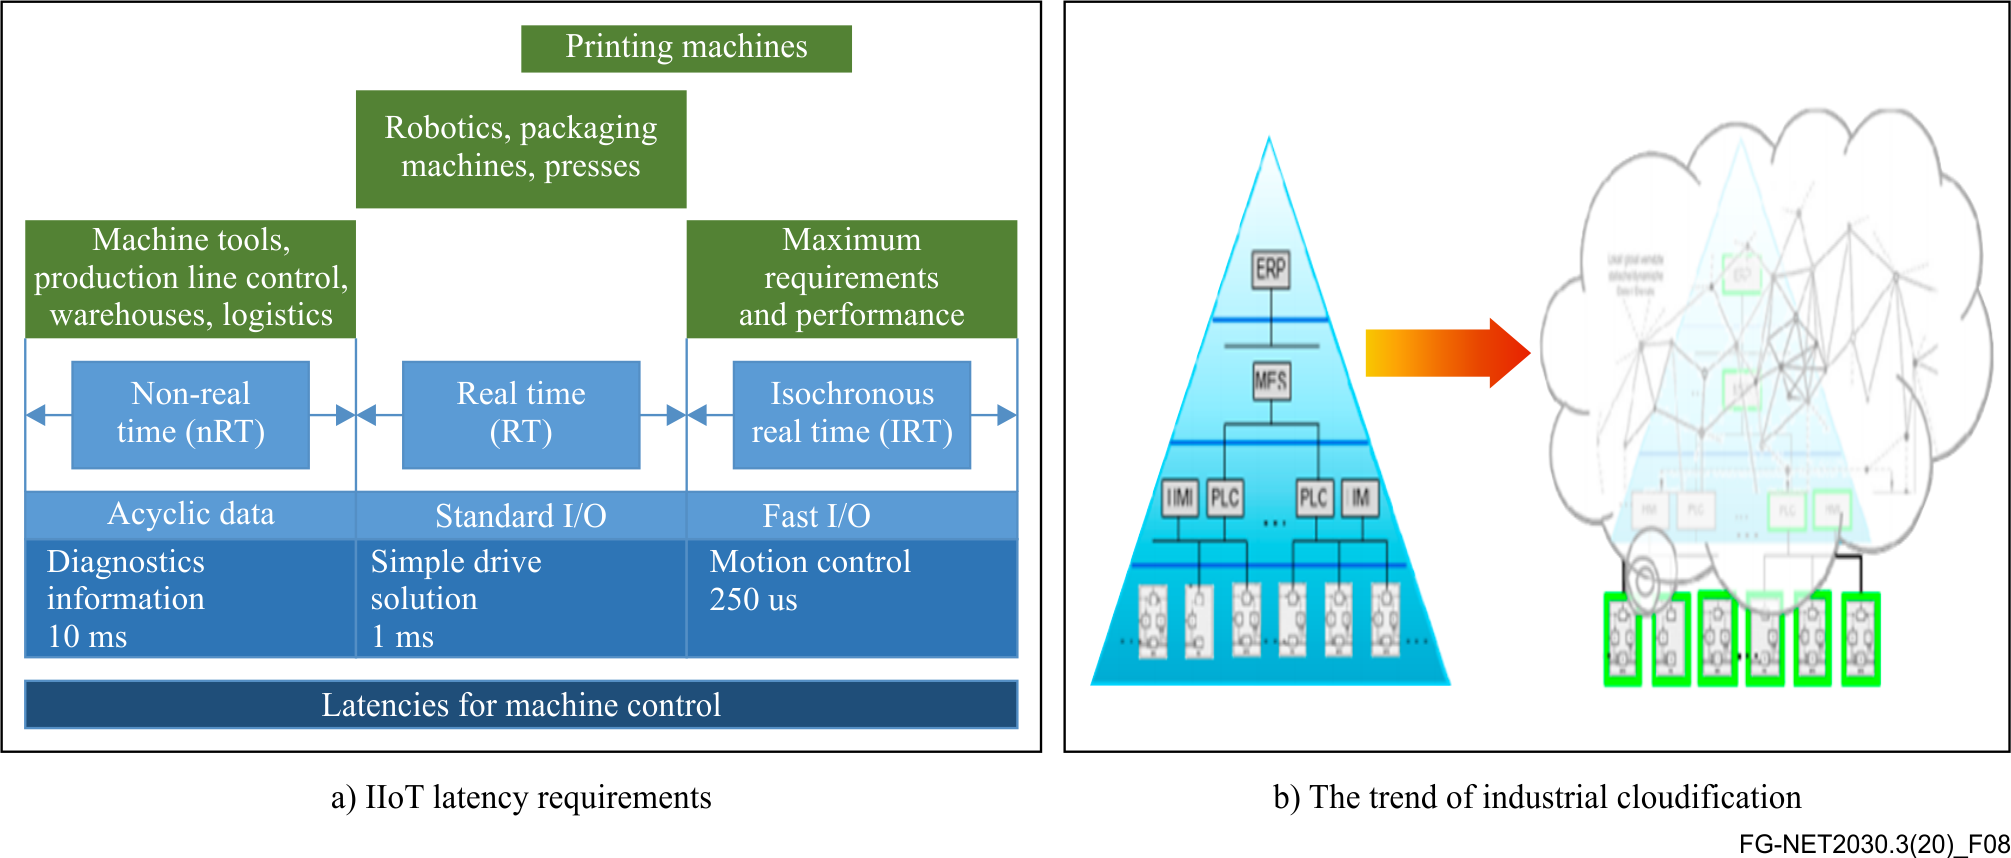 Printing machines
Robotics, packaging
machines, presses
Machine tools,
production line control,
warehouses, logistics
Maximum
requirements
and performance
Non-real
time (nRT)
Real time
(RT)
Isochronous
real time (IRT)
Acyclic data
Standard I/O
Fast I/O
Diagnostics
information
10 ms
Simple drive
solution
1 ms
Motion control
250 us
Latencies for machine control
a) IIoT latency requirements
ERP
MES
HMI
PLC
...
PLC
IM
...
...
...
PLC
b) The trend of industrial cloudification
FG-NET2030.3(20)_F08